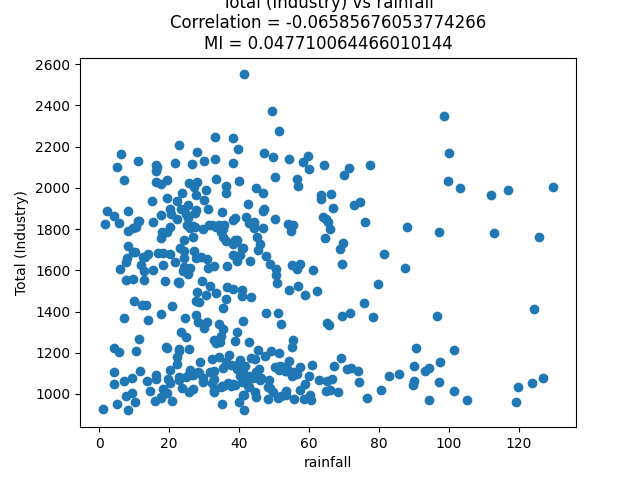 Total (Industry) vs rainfall
Correlation = -0.06585676053774266
MI = 0.047710064466010144
2600
2400
2200
2000
1800
1600
1400
1200
1000
Total (Industry)
0 20 40 60 80 100 120
rainfall